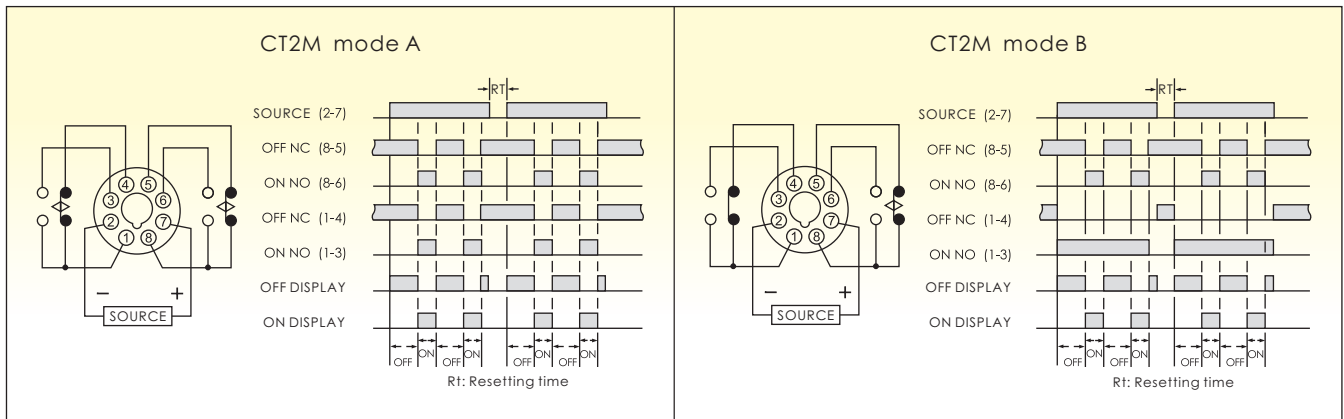 CT2M mode A
RT
SOURCE (2-7)
OFF NC (8-5)
ON NO (8-6)
OFF NC (1-4)
ON NO (1-3)
OFF DISPLAY
ON DISPLAY
4 5
3 6
2 7
1 8
− +
SOURCE
OFF ON OFF ON OFF ON OFF ON
Rt: Resetting time
CT2M mode B
RT
SOURCE (2-7)
OFF NC (8-5)
ON NO (8-6)
OFF NC (1-4)
ON NO (1-3)
OFF DISPLAY
ON DISPLAY
4 5
3 6
2 7
1 8
− +
SOURCE
OFF ON OFF ON OFF ON OFF ON
Rt: Resetting time